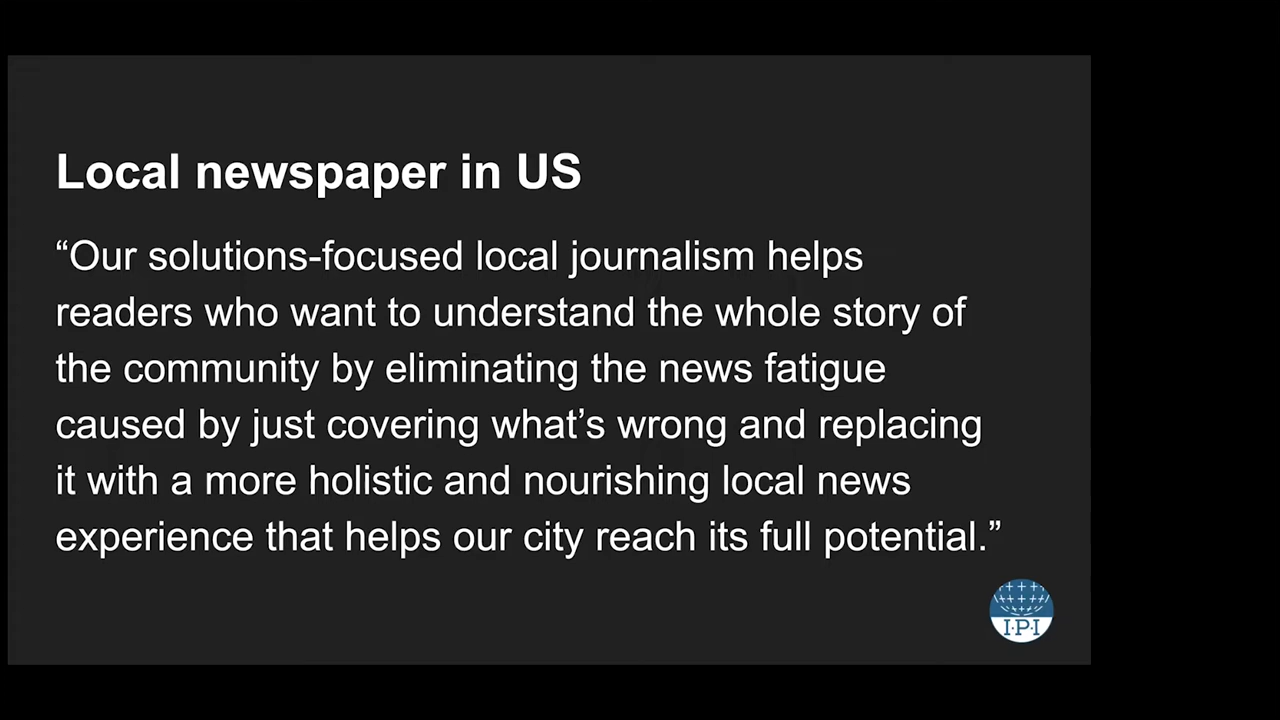 Local newspaper in US
“Our solutions-focused local journalism helps
readers who want to understand the whole story of
the community by eliminating the news fatigue
caused by just covering what’s wrong and replacing
it with a more holistic and nourishing local news
experience that helps our city reach its full potential.”
I·P·I